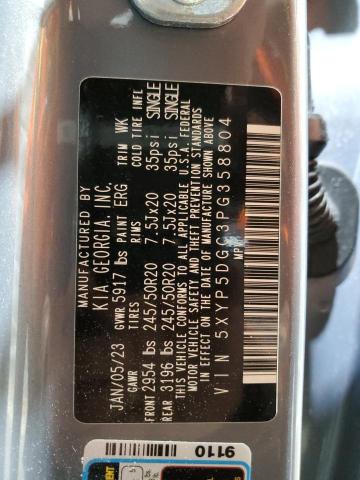 MANUFACTURED BY
KIA GEORGIA, INC.
JAN/05/23 GVWR 5917 lbs PAINT ERG TRIM WK
GAWR TIRES RIMS COLD TIRE INFL
FRONT 2954 lbs 245/50R20 7.5Jx20 35psi SINGLE
REAR 3196 lbs 245/50R20 7.5Jx20 35psi SINGLE
THIS VEHICLE CONFORMS TO ALL APPLICABLE U.S.A. FEDERAL
MOTOR VEHICLE SAFETY AND THEFT PREVENTION STANDARDS
IN EFFECT ON THE DATE OF MANUFACTURE SHOWN ABOVE
VIN 5XYP5DGC3PG358804
MPV
9110